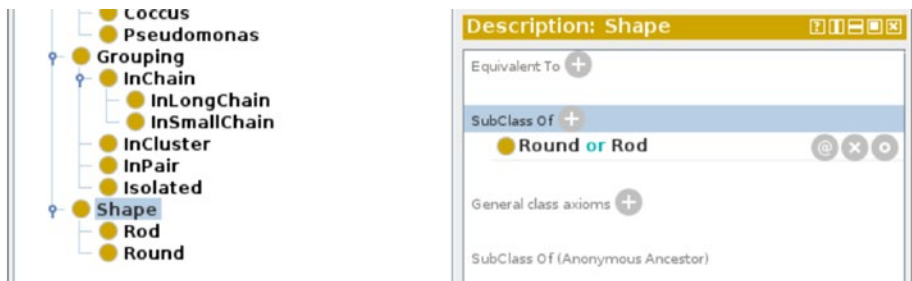 Coccus
Pseudomonas
Grouping
InChain
InLongChain
InSmallChain
InCluster
InPair
Isolated
Shape
Rod
Round
Description: Shape
Equivalent To
SubClass Of
Round or Rod
General class axioms
SubClass Of (Anonymous Ancestor)